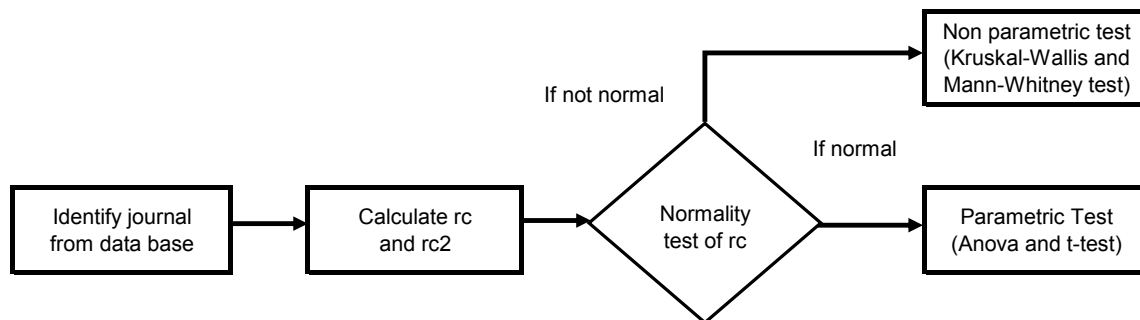 Non parametric test
(Kruskal-Wallis and
Mann-Whitney test)
If not normal
If normal
Identify journal
from data base
Calculate rc
and rc2
Normality
test of rc
Parametric Test
(Anova and t-test)